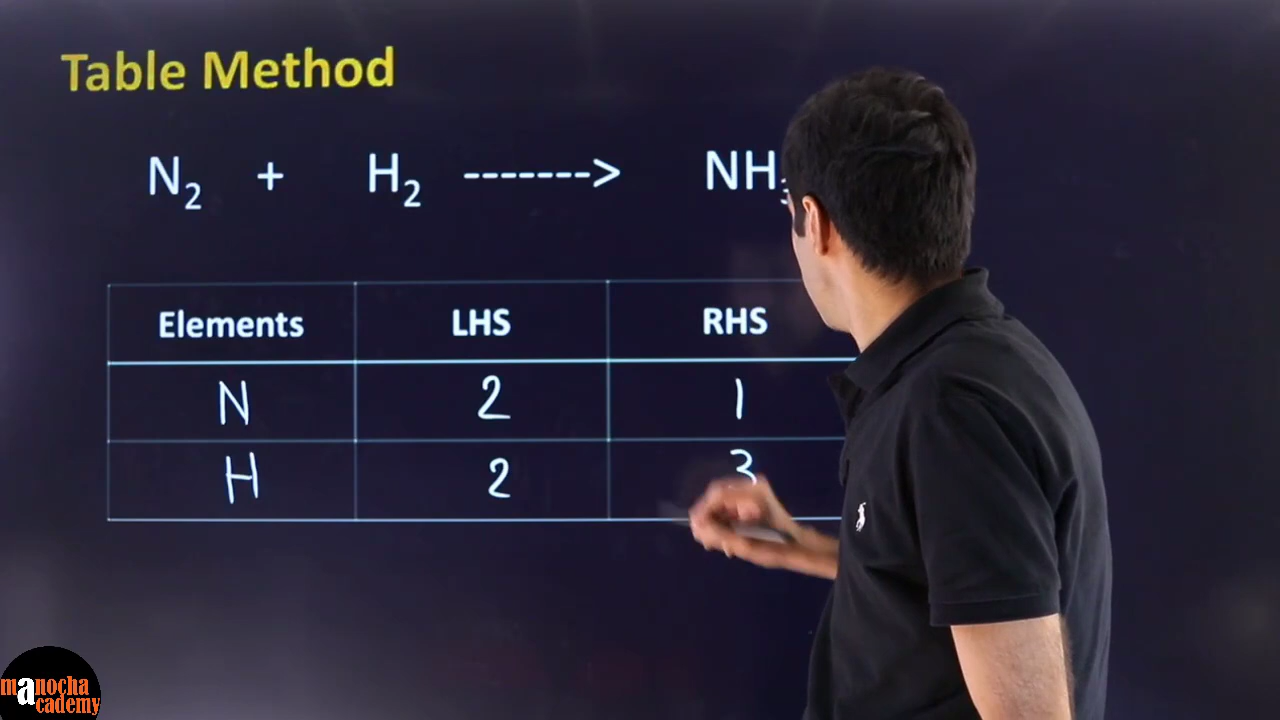 Table Method
N₂ + H₂ -------> NH₃
Elements LHS RHS
N 2 1
H 2 3
manocha
academy